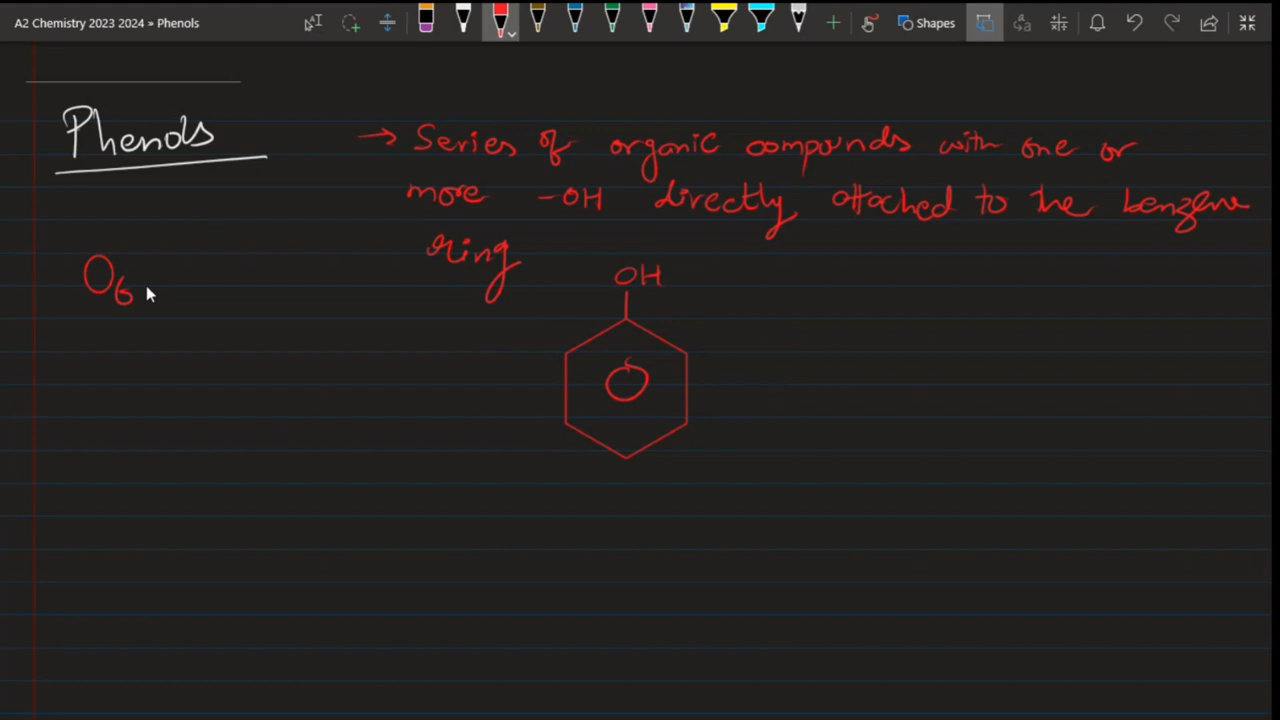 A2 Chemistry 2023 2024 » Phenols
Shapes
Phenols
→ Series of organic compounds with one or
more -OH directly attached to the benzene
ring
O6
OH